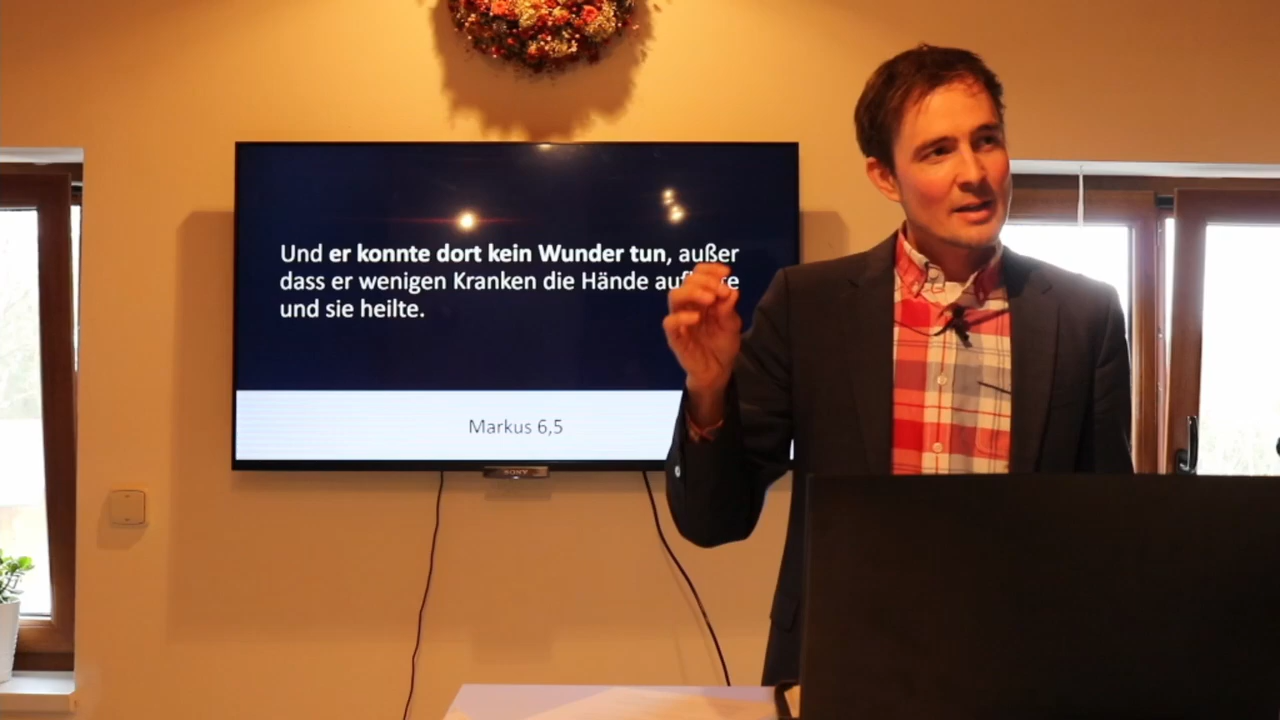 Und er konnte dort kein Wunder tun, außer
dass er wenigen Kranken die Hände
und sie heilte.
Markus 6,5
SONY